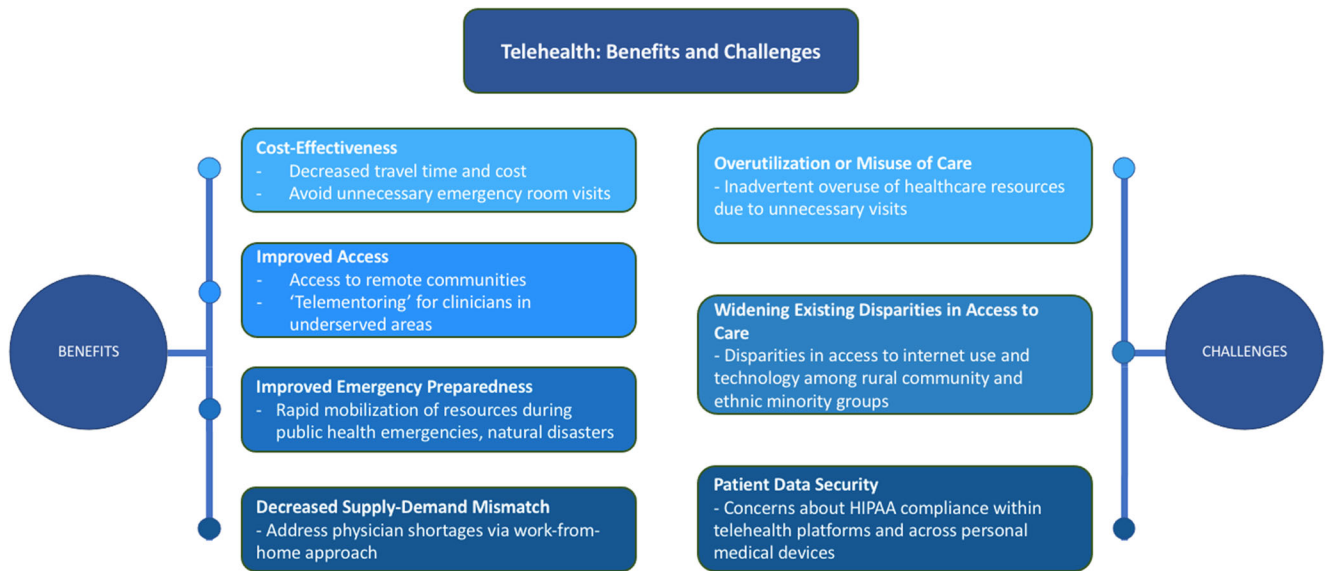 Telehealth: Benefits and Challenges
BENEFITS
Cost-Effectiveness
- Decreased travel time and cost
- Avoid unnecessary emergency room visits
Improved Access
- Access to remote communities
- ‘Telementoring’ for clinicians in
underserved areas
Improved Emergency Preparedness
- Rapid mobilization of resources during
public health emergencies, natural disasters
Decreased Supply-Demand Mismatch
- Address physician shortages via work-from-
home approach
Overutilization or Misuse of Care
- Inadvertent overuse of healthcare resources
due to unnecessary visits
Widening Existing Disparities in Access to
Care
- Disparities in access to internet use and
technology among rural community and
ethnic minority groups
Patient Data Security
- Concerns about HIPAA compliance within
telehealth platforms and across personal
medical devices
CHALLENGES